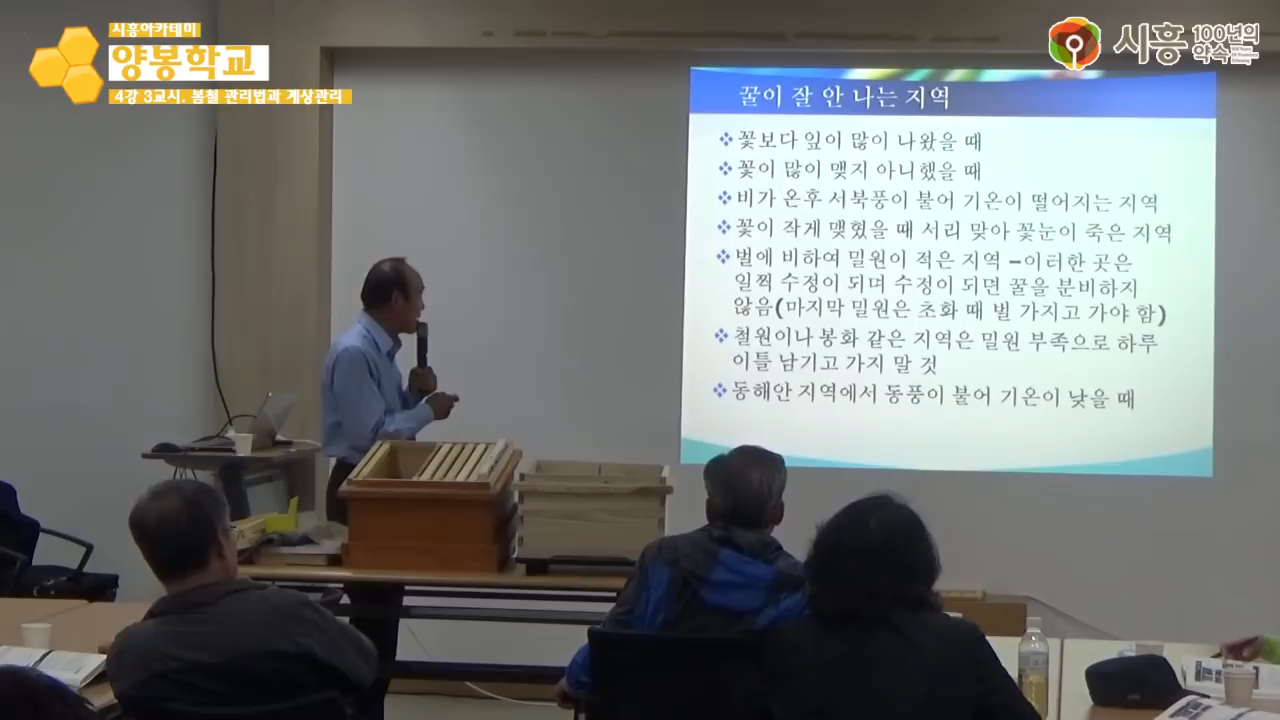 시흥아카데미
양봉학교
4강 3교시. 봄철 관리법과 계상관리
시흥 100년의 약속
꿀이 잘 안 나는 지역
❖꽃보다 잎이 많이 나왔을 때
❖꽃이 많이 맺지 아니했을 때
❖비가 온후 서북풍이 불어 기온이 떨어지는 지역
❖꽃이 작게 맺혔을 때 서리 맞아 꽃눈이 죽은 지역
❖벌에 비하여 밀원이 적은 지역 –이러한 곳은
일찍 수정이 되며 수정이 되면 꿀을 분비하지
않음(마지막 밀원은 초화 때 벌 가지고 가야 함)
❖철원이나 봉화 같은 지역은 밀원 부족으로 하루
이틀 남기고 가지 말 것
❖동해안 지역에서 동풍이 불어 기온이 낮을 때